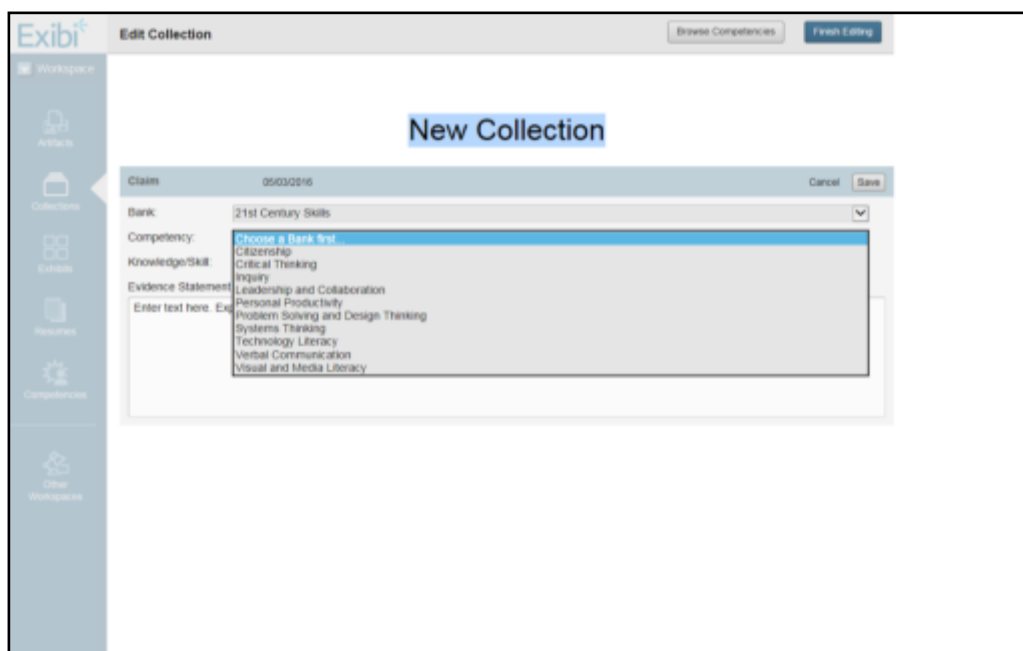 Exibi
Edit Collection
Browse Competencies
Finish Editing
Workspace
Artifacts
Collections
Exhibits
Resumes
Competencies
Other
Workspaces
New Collection
Claim 05/03/2016 Cancel Save
Bank: 21st Century Skills
Competency: Choose a Bank first...
Citizenship
Knowledge/Skill: Critical Thinking
Inquiry
Evidence Statement Leadership and Collaboration
Personal Productivity
Enter text here. Exp
Problem Solving and Design Thinking
Systems Thinking
Technology Literacy
Verbal Communication
Visual and Media Literacy